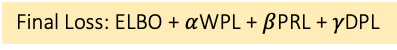 Final Loss: ELBO + 𝜶WPL + 𝜷PRL + 𝜸DPL